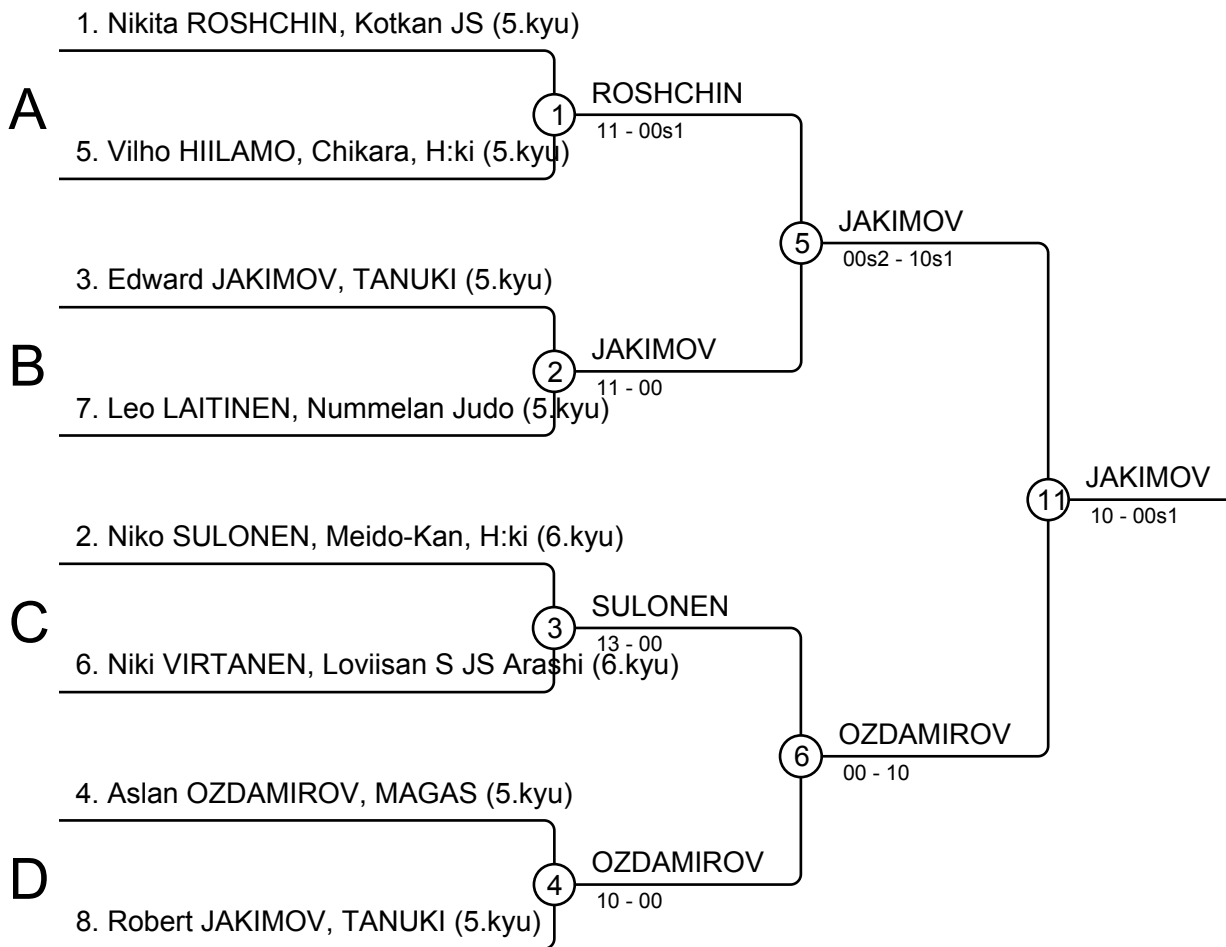 1. Nikita ROSHCHIN, Kotkan JS (5.kyu)
A
1
ROSHCHIN
11 - 00s1
5. Vilho HIILAMO, Chikara, H:ki (5.kyu)
5
JAKIMOV
00s2 - 10s1
3. Edward JAKIMOV, TANUKI (5.kyu)
B
2
JAKIMOV
11 - 00
7. Leo LAITINEN, Nummelan Judo (5.kyu)
11
JAKIMOV
10 - 00s1
2. Niko SULONEN, Meido-Kan, H:ki (6.kyu)
C
3
SULONEN
13 - 00
6. Niki VIRTANEN, Loviisan S JS Arashi (6.kyu)
6
OZDAMIROV
00 - 10
4. Aslan OZDAMIROV, MAGAS (5.kyu)
D
4
OZDAMIROV
10 - 00
8. Robert JAKIMOV, TANUKI (5.kyu)